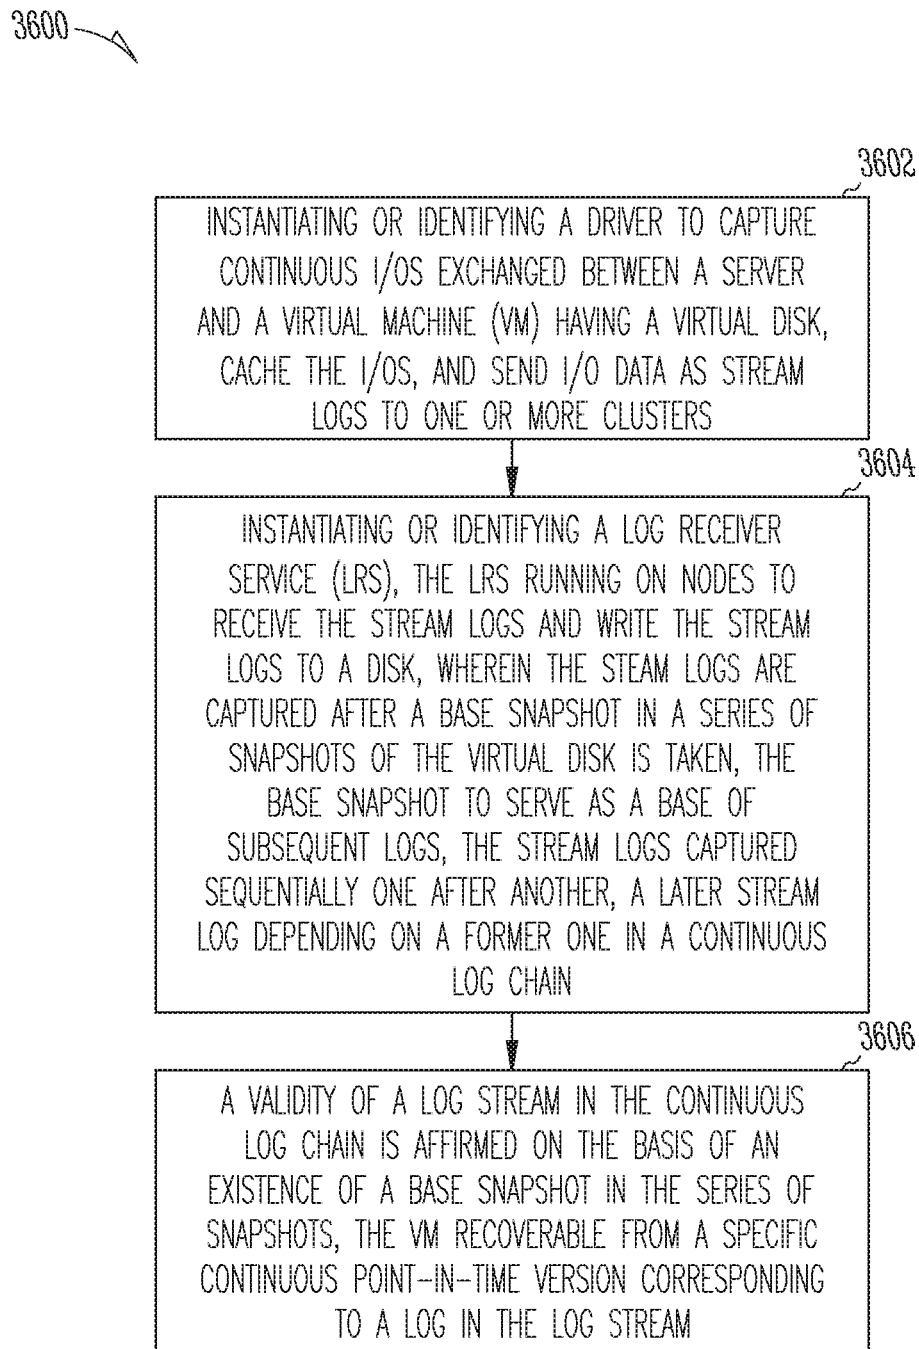 3600
3602
INSTANTIATING OR IDENTIFYING A DRIVER TO CAPTURE
CONTINUOUS I/OS EXCHANGED BETWEEN A SERVER
AND A VIRTUAL MACHINE (VM) HAVING A VIRTUAL DISK,
CACHE THE I/OS, AND SEND I/O DATA AS STREAM
LOGS TO ONE OR MORE CLUSTERS
3604
INSTANTIATING OR IDENTIFYING A LOG RECEIVER
SERVICE (LRS), THE LRS RUNNING ON NODES TO
RECEIVE THE STREAM LOGS AND WRITE THE STREAM
LOGS TO A DISK, WHEREIN THE STEAM LOGS ARE
CAPTURED AFTER A BASE SNAPSHOT IN A SERIES OF
SNAPSHOTS OF THE VIRTUAL DISK IS TAKEN, THE
BASE SNAPSHOT TO SERVE AS A BASE OF
SUBSEQUENT LOGS, THE STREAM LOGS CAPTURED
SEQUENTIALLY ONE AFTER ANOTHER, A LATER STREAM
LOG DEPENDING ON A FORMER ONE IN A CONTINUOUS
LOG CHAIN
3606
A VALIDITY OF A LOG STREAM IN THE CONTINUOUS
LOG CHAIN IS AFFIRMED ON THE BASIS OF AN
EXISTENCE OF A BASE SNAPSHOT IN THE SERIES OF
SNAPSHOTS, THE VM RECOVERABLE FROM A SPECIFIC
CONTINUOUS POINT-IN-TIME VERSION CORRESPONDING
TO A LOG IN THE LOG STREAM